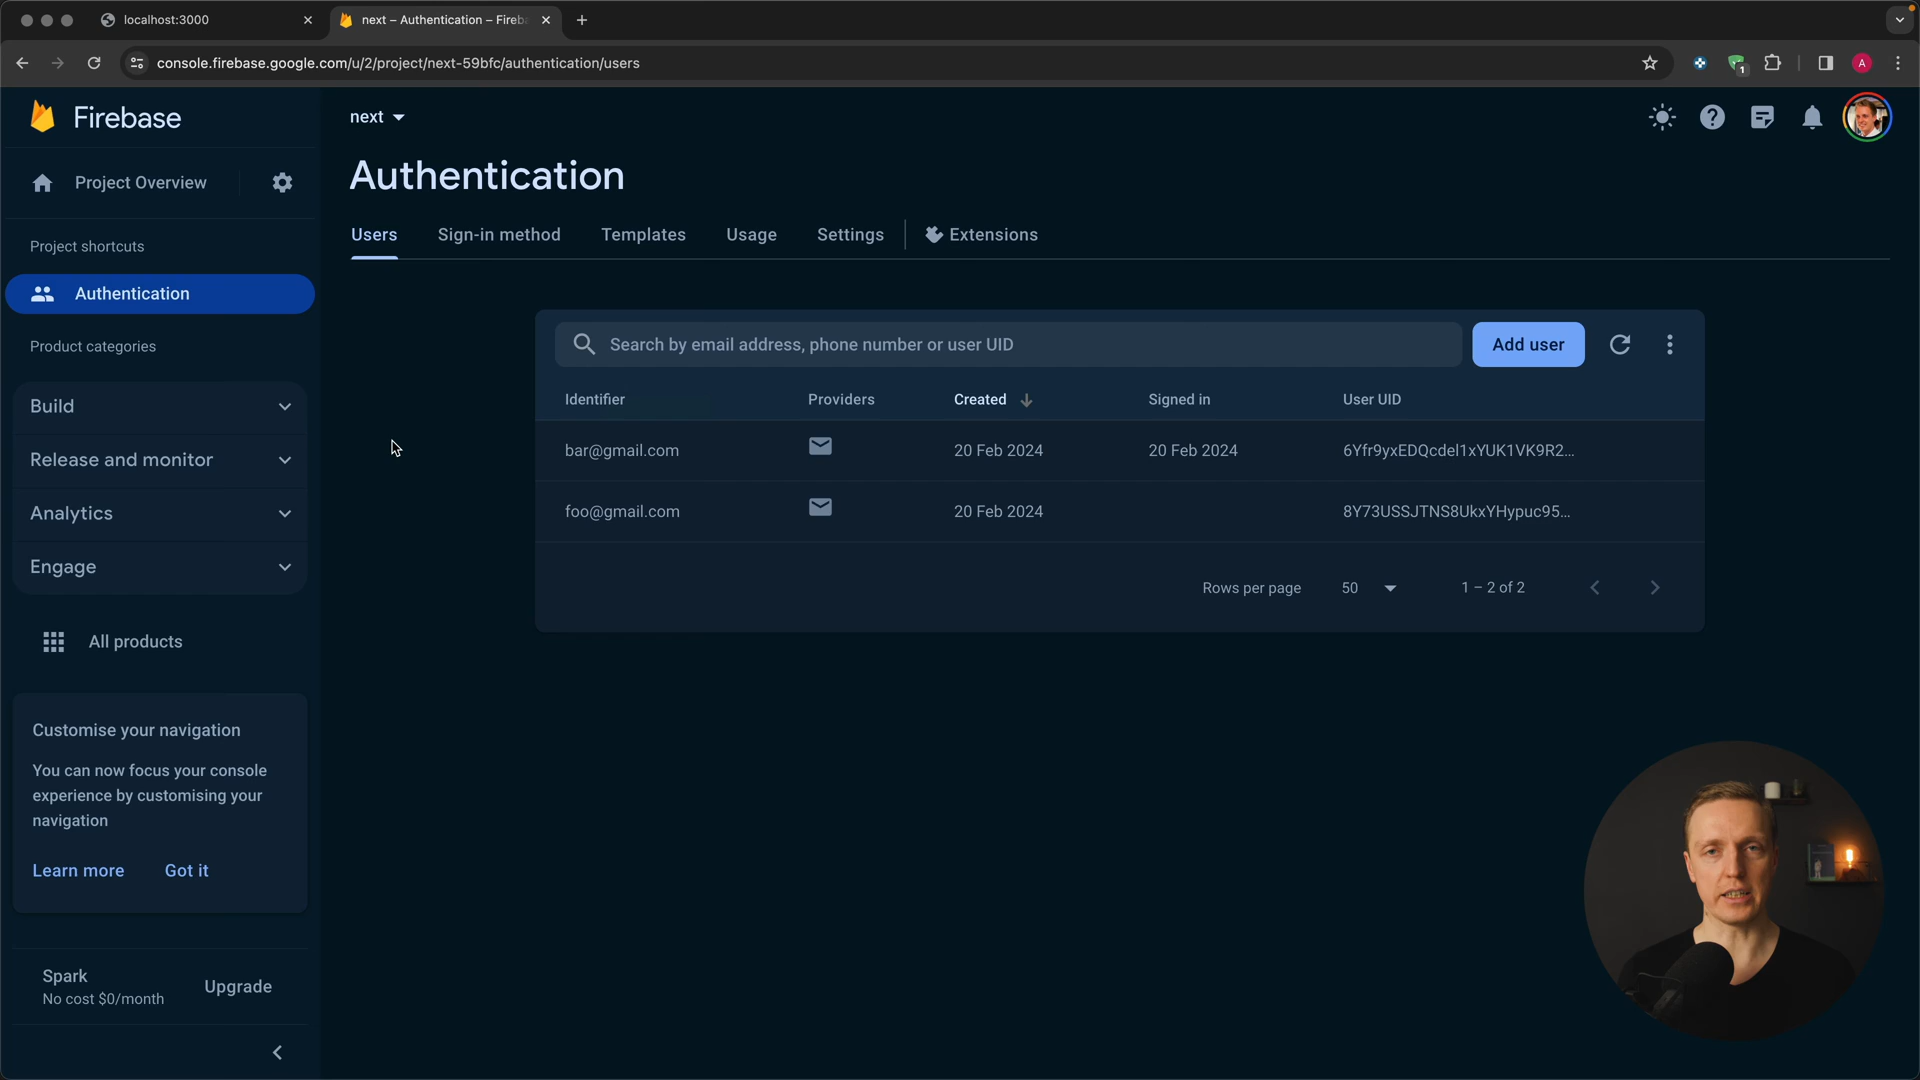 localhost:3000
next – Authentication – Fireb
console.firebase.google.com/u/2/project/next-59bfc/authentication/users
1
A
Firebase
next
Project Overview
Authentication
Users
Sign-in method
Templates
Usage
Settings
Extensions
Project shortcuts
Authentication
Product categories
Build
Release and monitor
Analytics
Engage
All products
Customise your navigation
You can now focus your console
experience by customising your
navigation
Learn more
Got it
Spark
No cost $0/month
Upgrade
Search by email address, phone number or user UID
Add user
Identifier
Providers
Created
Signed in
User UID
bar@gmail.com
20 Feb 2024
20 Feb 2024
6Yfr9yxEDQcdel1xYUK1VK9R2...
foo@gmail.com
20 Feb 2024
8Y73USSJTNS8UkxYHypuc95...
Rows per page
50
1 – 2 of 2